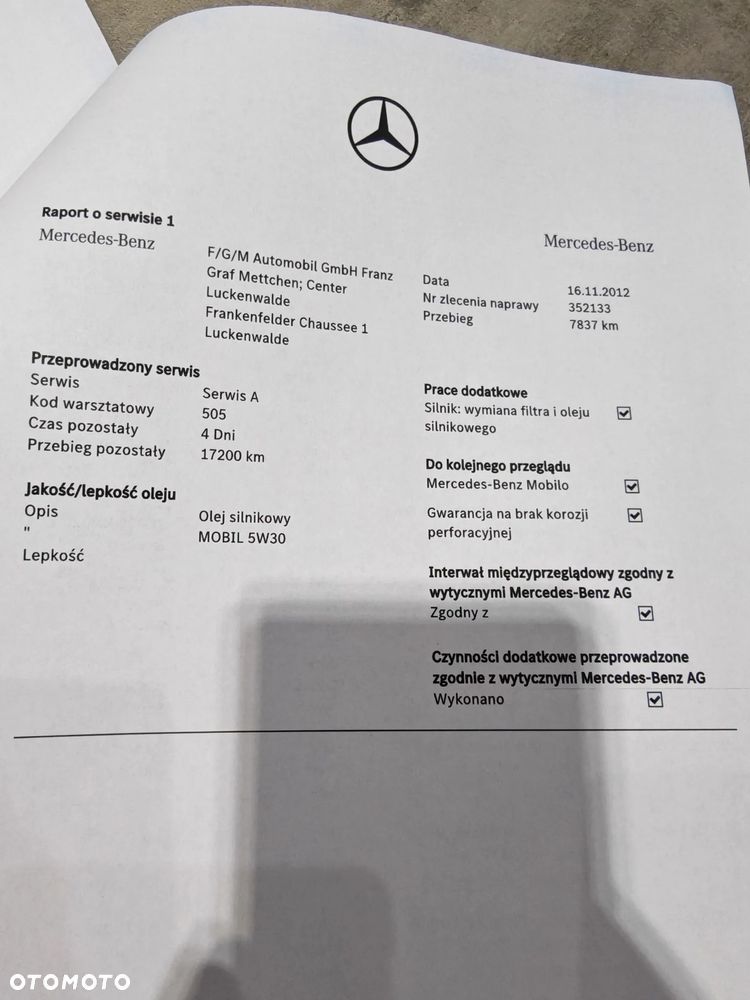 Raport o serwisie 1
Mercedes-Benz
F/G/M Automobil GmbH Franz
Graf Mettchen; Center
Luckenwalde
Frankenfelder Chaussee 1
Luckenwalde
Mercedes-Benz
Data 16.11.2012
Nr zlecenia naprawy 352133
Przebieg 7837 km
Przeprowadzony serwis
Serwis Serwis A
Kod warsztatowy 505
Czas pozostały 4 Dni
Przebieg pozostały 17200 km
Jakość/lepkość oleju
Opis Olej silnikowy
" MOBIL 5W30
Lepkość
Prace dodatkowe
Silnik: wymiana filtra i oleju
silnikowego
Do kolejnego przeglądu
Mercedes-Benz Mobilo
Gwarancja na brak korozji
perforacyjnej
Interwał międzyprzeglądowy zgodny z
wytycznymi Mercedes-Benz AG
Zgodny z
Czynności dodatkowe przeprowadzone
zgodnie z wytycznymi Mercedes-Benz AG
Wykonano
OTOMOTO